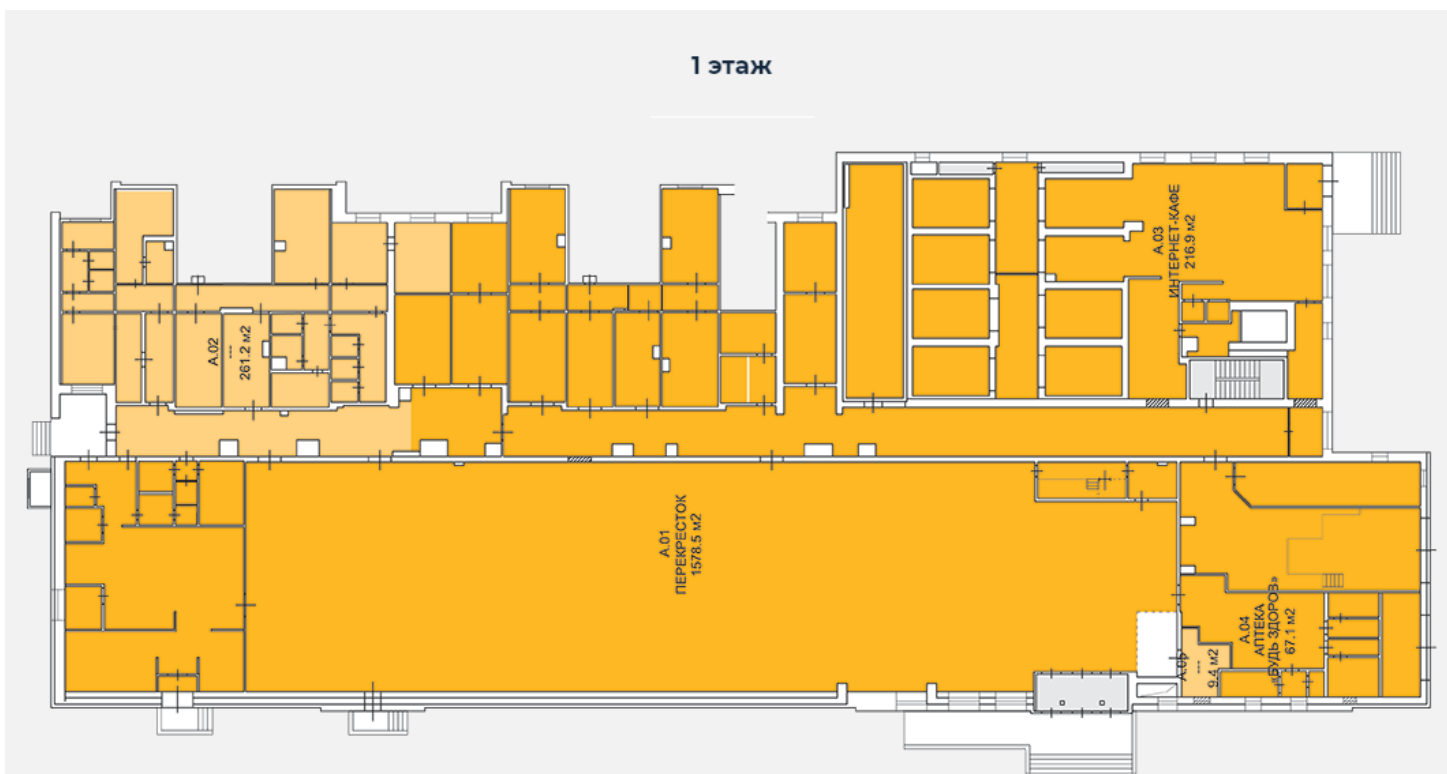 1 этаж
А.03
ИНТЕРНЕТ-КАФЕ
216.9 м2
А.02
---
261.2 м2
А.01
ПЕРЕКРЕСТОК
1578.5 м2
А.04
АПТЕКА
«БУДЬ ЗДОРОВ»
67.1 м2
А.05
---
9.4 м2